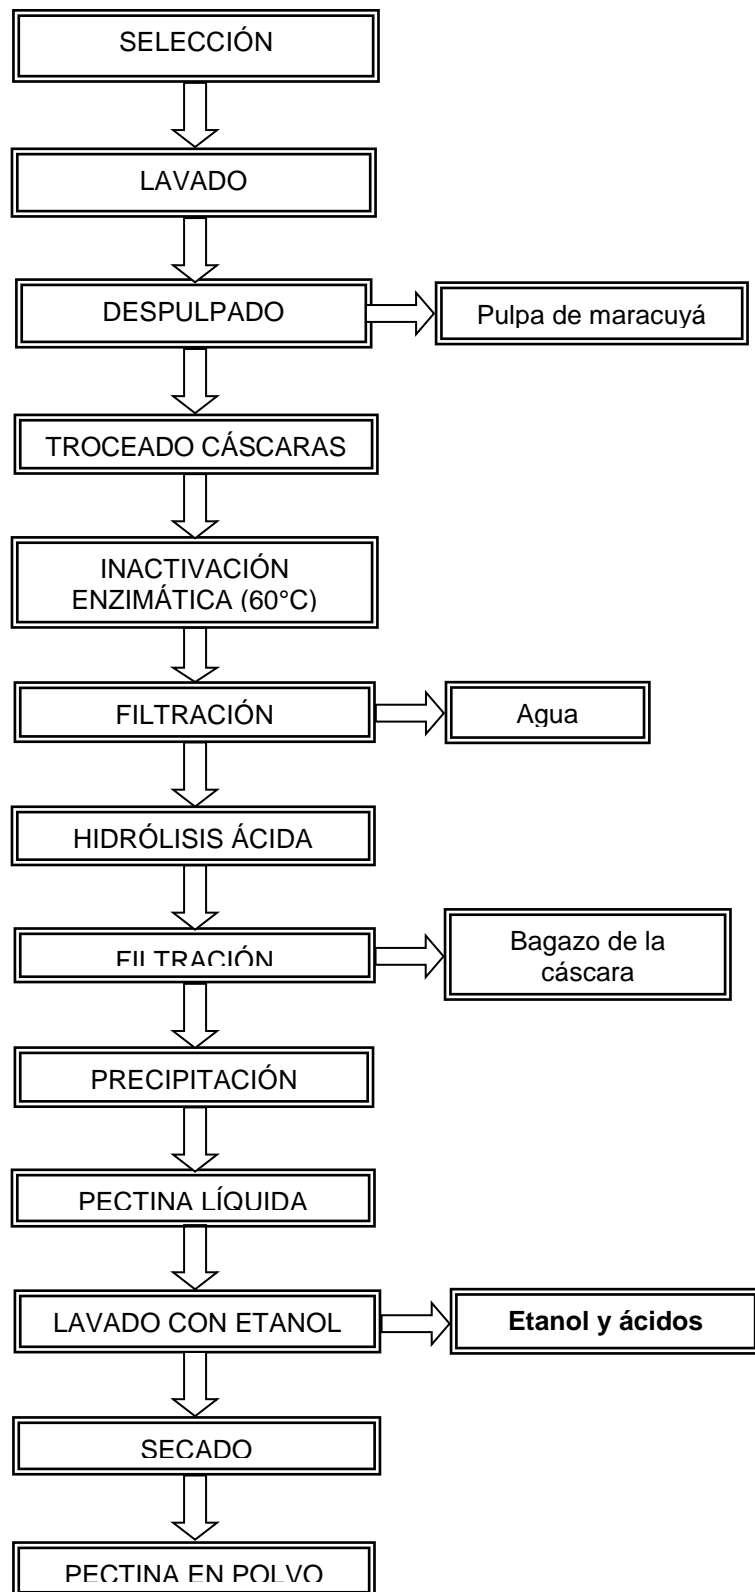 SELECCIÓN
LAVADO
DESPULPADO
Pulpa de maracuyá
TROCEADO CÁSCARAS
INACTIVACIÓN
ENZIMÁTICA (60°C)
FILTRACIÓN
Agua
HIDRÓLISIS ÁCIDA
FILTRACIÓN
Bagazo de la
cáscara
PRECIPITACIÓN
PECTINA LÍQUIDA
LAVADO CON ETANOL
Etanol y ácidos
SECADO
PECTINA EN POLVO